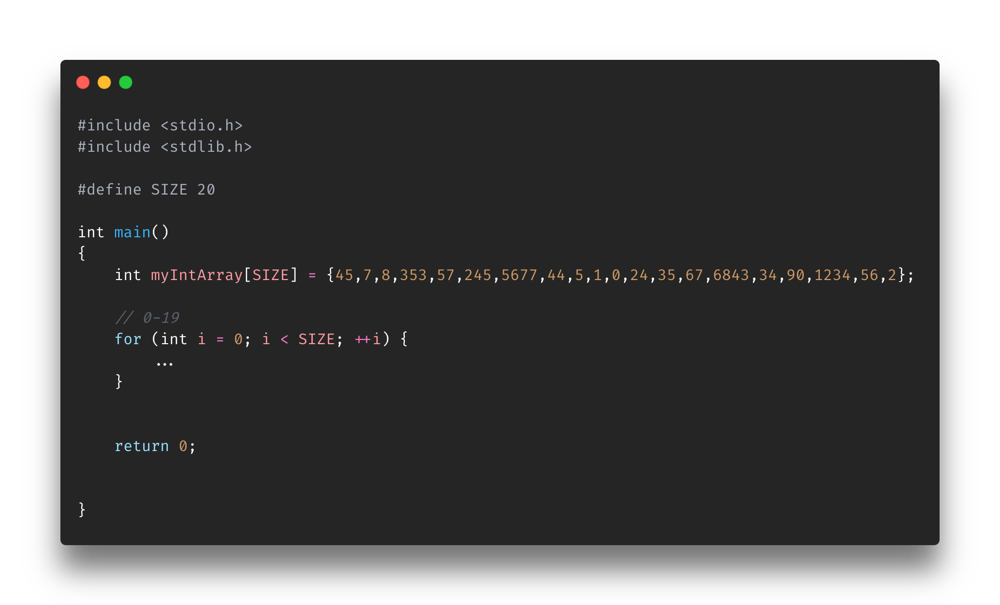 #include <stdio.h>
#include <stdlib.h>
#define SIZE 20
int main()
{
int myIntArray[SIZE] = {45,7,8,353,57,245,5677,44,5,1,0,24,35,67,6843,34,90,1234,56,2};
// 0-19
for (int i = 0; i < SIZE; ++i) {
...
}
return 0;
}